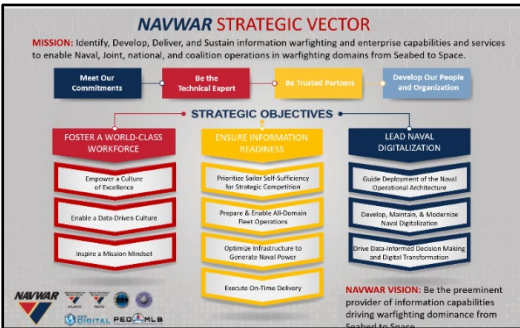 NAVWAR STRATEGIC VECTOR
MISSION: Identify, Develop, Deliver, and Sustain information warfighting and enterprise capabilities and services
to enable Naval, Joint, national, and coalition operations in warfighting domains from Seabed to Space.
Meet Our
Commitments
Be the
Technical Expert
Be Trusted Partners
Develop Our People
and Organization
STRATEGIC OBJECTIVES
FOSTER A WORLD-CLASS
WORKFORCE
Empower a Culture
of Excellence
Enable a Data-Driven Culture
Inspire a Mission Mindset
ENSURE INFORMATION
READINESS
Prioritize Sailor Self-Sufficiency
for Strategic Competition
Prepare & Enable All-Domain
Fleet Operations
Optimize Infrastructure to
Generate Naval Power
Execute On-Time Delivery
LEAD NAVAL
DIGITALIZATION
Guide Deployment of the Naval
Operational Architecture
Develop, Maintain, & Modernize
Naval Digitalization
Drive Data-Informed Decision Making
and Digital Transformation
NAVWAR VISION: Be the preeminent
provider of information capabilities
driving warfighting dominance from
Seabed to Space
NAVWAR
NAVWAR
NAVWAR
DIGITAL
PEO MLB